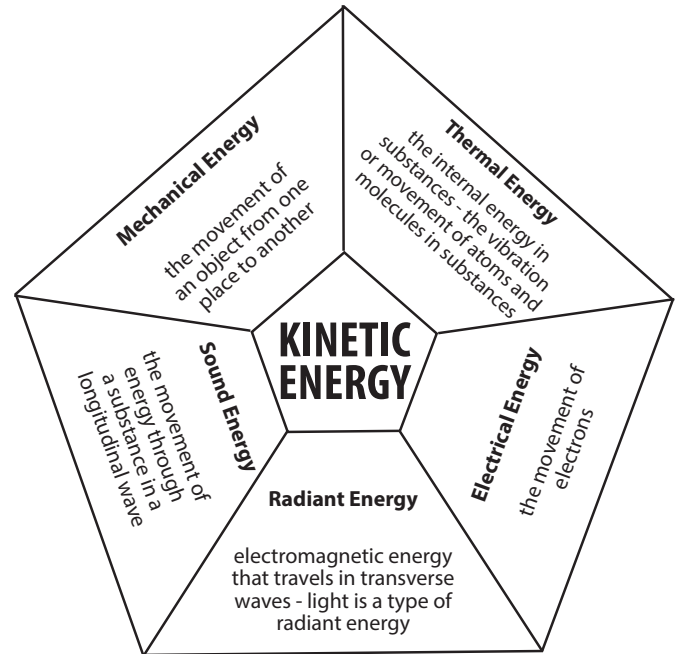 Mechanical Energy
the movement of
an object from one
place to another
Thermal Energy
the internal energy in
substances - the vibration
or movement of atoms and
molecules in substances
KINETIC
ENERGY
Sound Energy
the movement of
energy through
a substance in a
longitudinal wave
Electrical Energy
the movement of
electrons
Radiant Energy
electromagnetic energy
that travels in transverse
waves - light is a type of
radiant energy